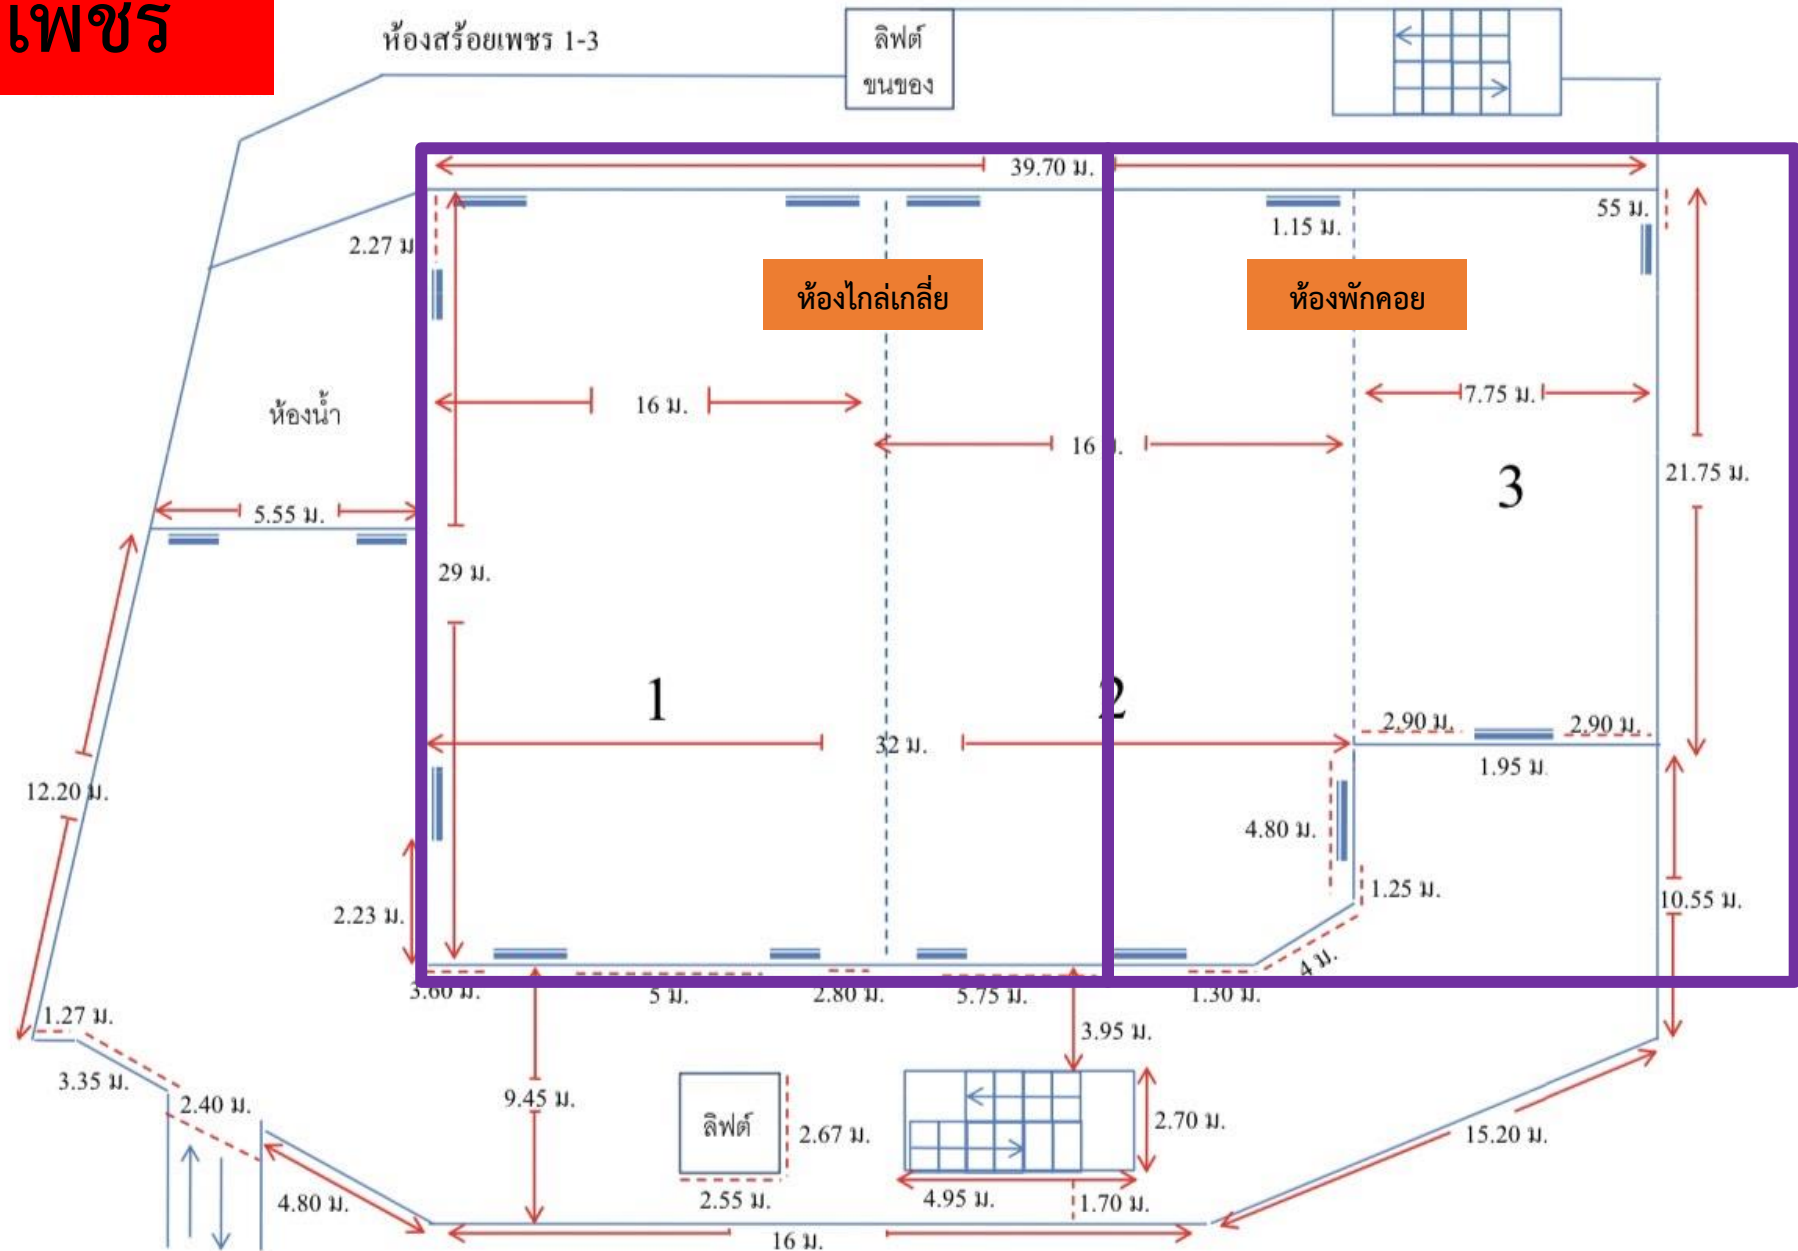 เพชร
ห้องสร้อยเพชร 1-3
ลิฟต์
ขนของ
39.70 ม.
2.27 ม
1.15 ม.
55 ม.
ห้องไกล่เกลี่ย
ห้องพักคอย
ห้องน้ำ
16 ม.
7.75 ม.
16 ม.
21.75 ม.
3
5.55 ม.
29 ม.
1
2
2.90 ม.
2.90 ม.
32 ม.
1.95 ม.
12.20 ม.
4.80 ม.
1.25 ม.
10.55 ม.
2.23 ม.
4 ม.
3.60 ม.
5 ม.
2.80 ม.
5.75 ม.
1.30 ม.
1.27 ม.
3.95 ม.
3.35 ม.
2.40 ม.
9.45 ม.
ลิฟต์
2.67 ม.
2.70 ม.
15.20 ม.
4.80 ม.
2.55 ม.
4.95 ม.
1.70 ม.
16 ม.